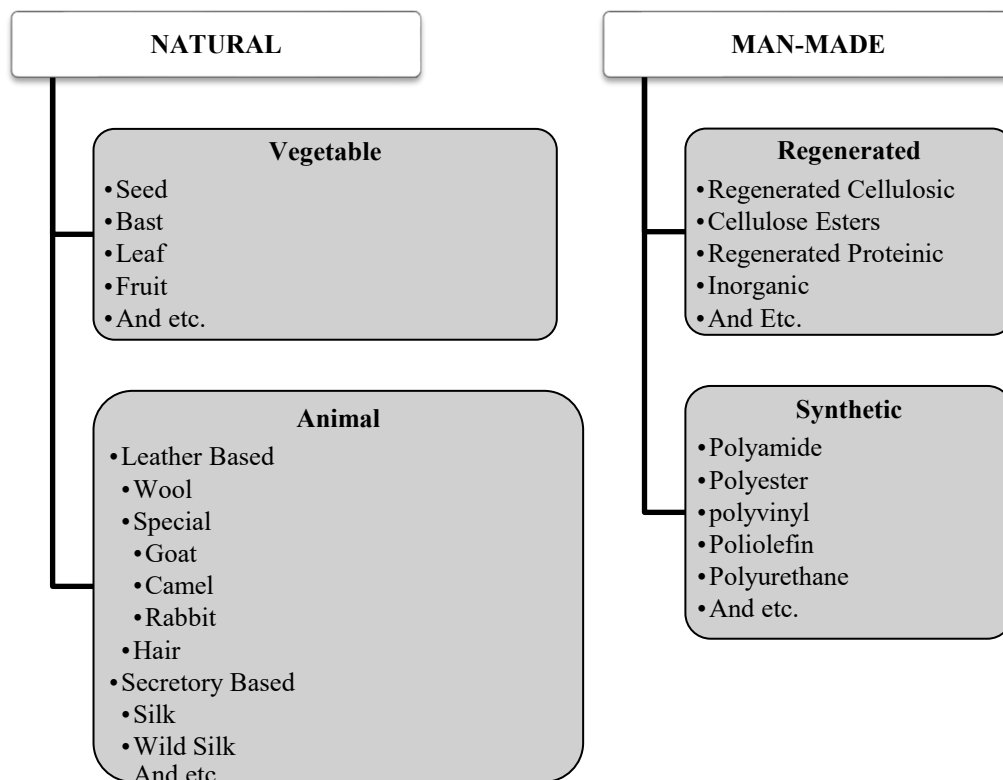 NATURAL
Vegetable
•Seed
•Bast
•Leaf
•Fruit
•And etc.
Animal
•Leather Based
•Wool
•Special
•Goat
•Camel
•Rabbit
•Hair
•Secretory Based
•Silk
•Wild Silk
And etc
MAN-MADE
Regenerated
•Regenerated Cellulosic
•Cellulose Esters
•Regenerated Proteinic
•Inorganic
•And Etc.
Synthetic
•Polyamide
•Polyester
•polyvinyl
•Poliolefin
•Polyurethane
•And etc.